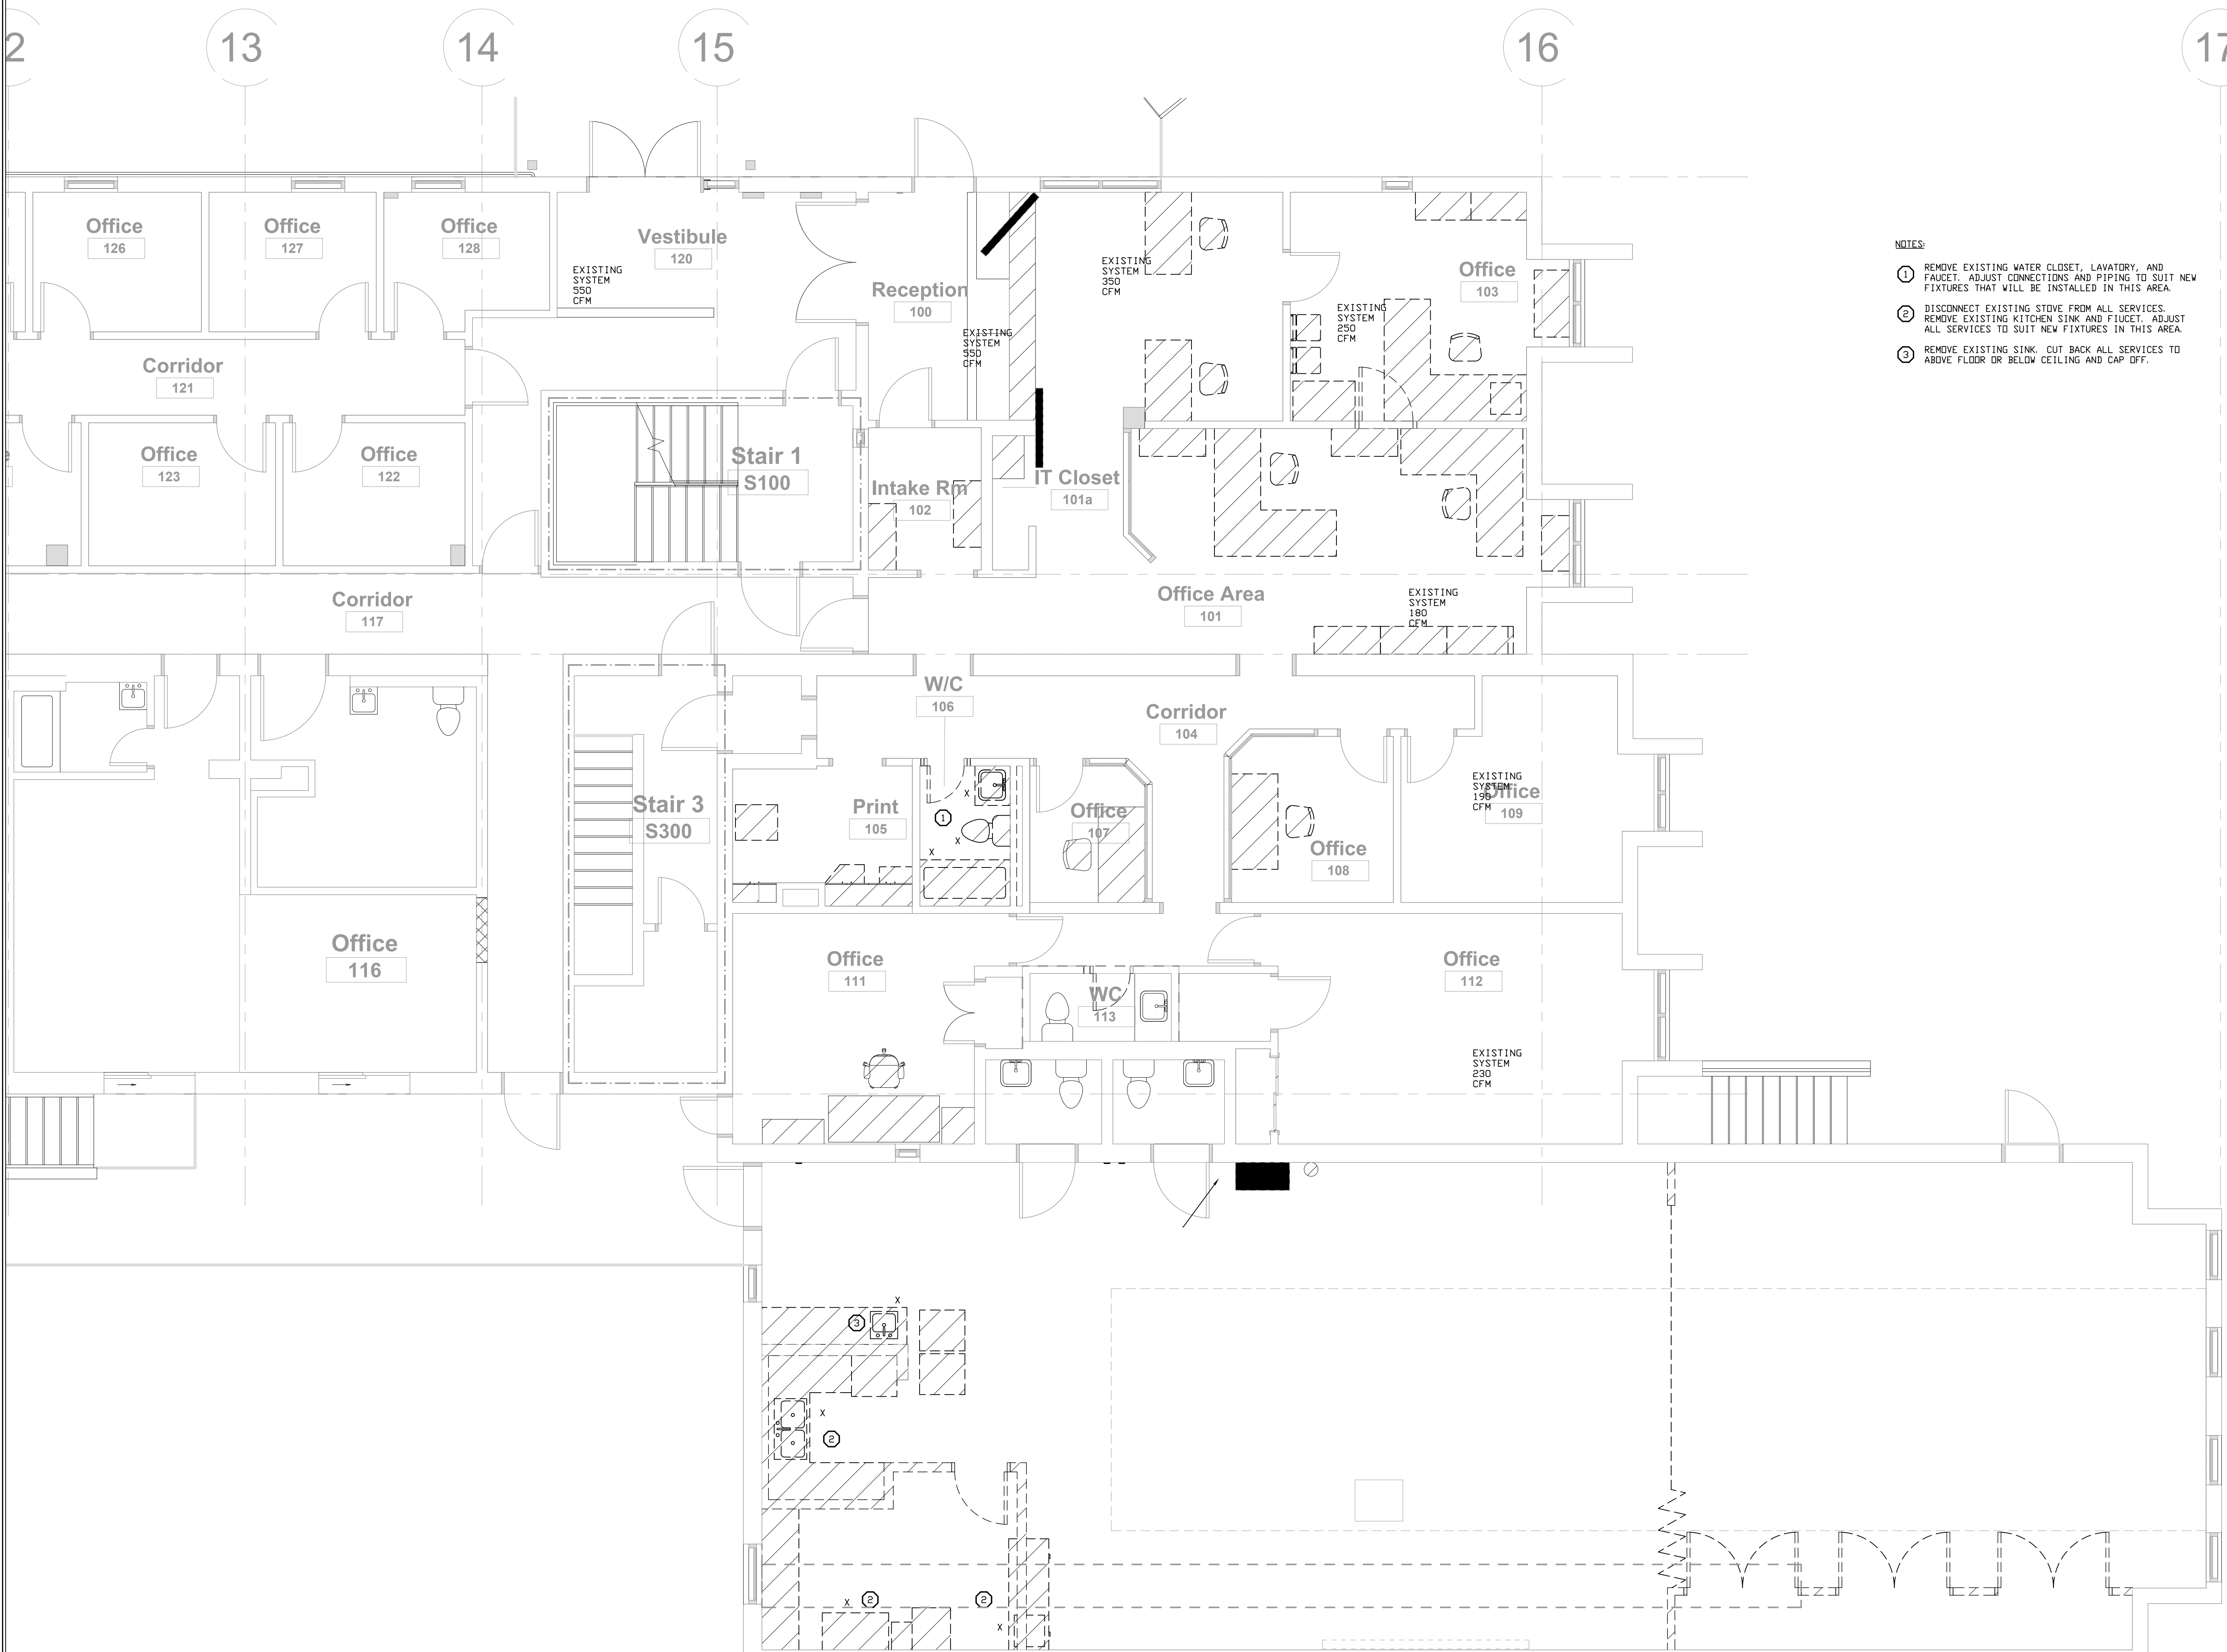 2
13
14
15
16
17
Office
126
Office
127
Office
128
Vestibule
120
EXISTING
SYSTEM
550
CFM
Reception
100
EXISTING
SYSTEM
550
CFM
EXISTING
SYSTEM
350
CFM
EXISTING
SYSTEM
250
CFM
Office
103
NOTES:
1 REMOVE EXISTING WATER CLOSET, LAVATORY, AND
FAUCET. ADJUST CONNECTIONS AND PIPING TO SUIT NEW
FIXTURES THAT WILL BE INSTALLED IN THIS AREA.
2 DISCONNECT EXISTING STOVE FROM ALL SERVICES.
REMOVE EXISTING KITCHEN SINK AND FIUCET. ADJUST
ALL SERVICES TO SUIT NEW FIXTURES IN THIS AREA.
3 REMOVE EXISTING SINK. CUT BACK ALL SERVICES TO
ABOVE FLOOR OR BELOW CEILING AND CAP OFF.
Corridor
121
Office
123
Office
122
Stair 1
S100
Intake Rm
102
IT Closet
101a
Corridor
117
Office Area
101
EXISTING
SYSTEM
180
CFM
W/C
106
Corridor
104
Stair 3
S300
Print
105
X
1
X
X
Office
107
Office
108
EXISTING
SYSTEM
190
CFM
Office
109
Office
116
Office
111
WC
113
Office
112
EXISTING
SYSTEM
230
CFM
X
3
X
2
X
2
2
X